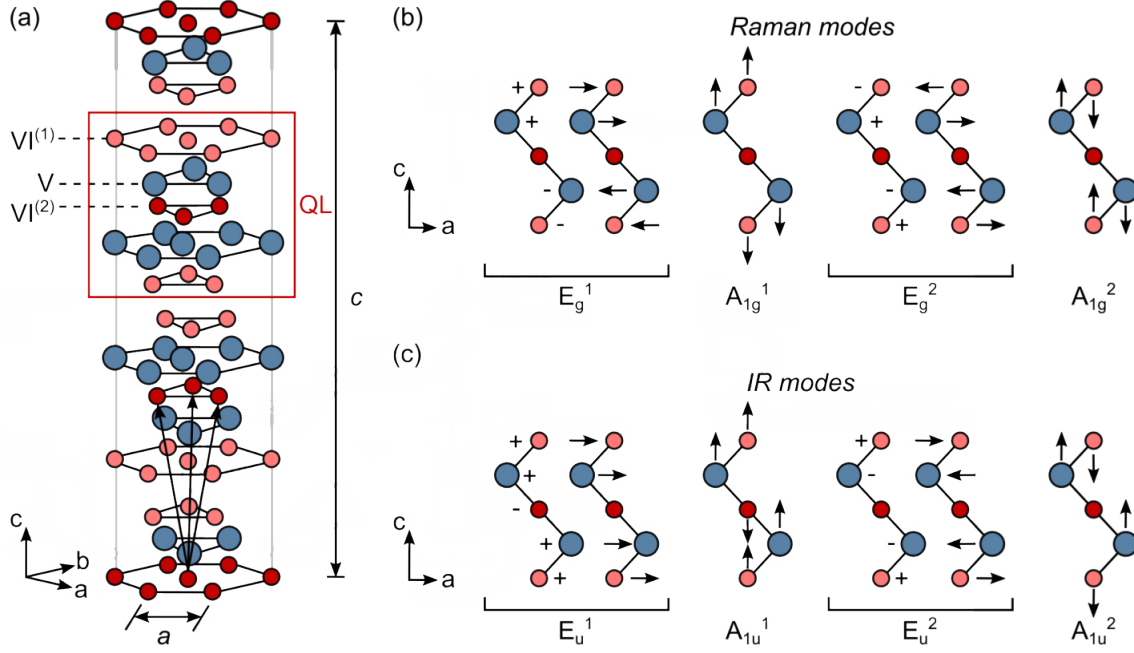 (a)
VI(1)
V
VI(2)
QL
c
c
b
a
a
(b)
Raman modes
+
+
-
-
-
+
-
+
c
a
Eg1
A1g1
Eg2
A1g2
(c)
IR modes
+
+
-
+
+
+
-
-
+
c
a
Eu1
A1u1
Eu2
A1u2